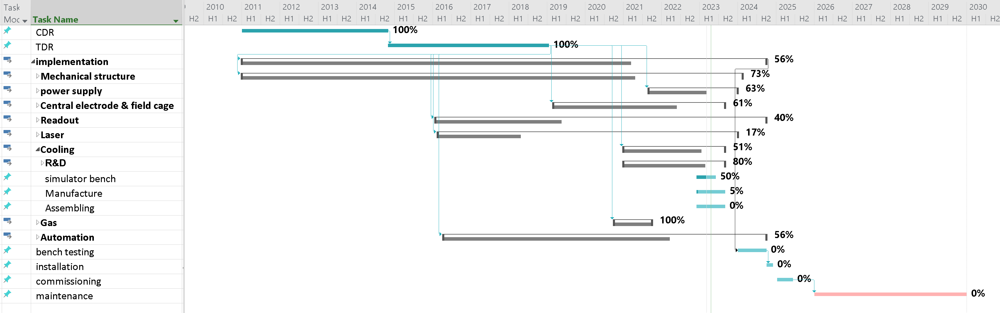 Task 2010 2011 2012 2013 2014 2015 2016 2017 2018 2019 2020 2021 2022 2023 2024 2025 2026 2027 2028 2029 2030
Moc Task Name H2 H1 H2 H1 H2 H1 H2 H1 H2 H1 H2 H1 H2 H1 H2 H1 H2 H1 H2 H1 H2 H1 H2 H1 H2 H1 H2 H1 H2 H1 H2 H1 H2 H1 H2 H1 H2 H1 H2 H1 H2 H1 H2
CDR 100%
TDR 100%
implementation 56%
Mechanical structure 73%
power supply 63%
Central electrode & field cage 61%
Readout 40%
Laser 17%
Cooling 51%
R&D 80%
simulator bench 50%
Manufacture 5%
Assembling 0%
Gas 100%
Automation 56%
bench testing 0%
installation 0%
commissioning 0%
maintenance 0%